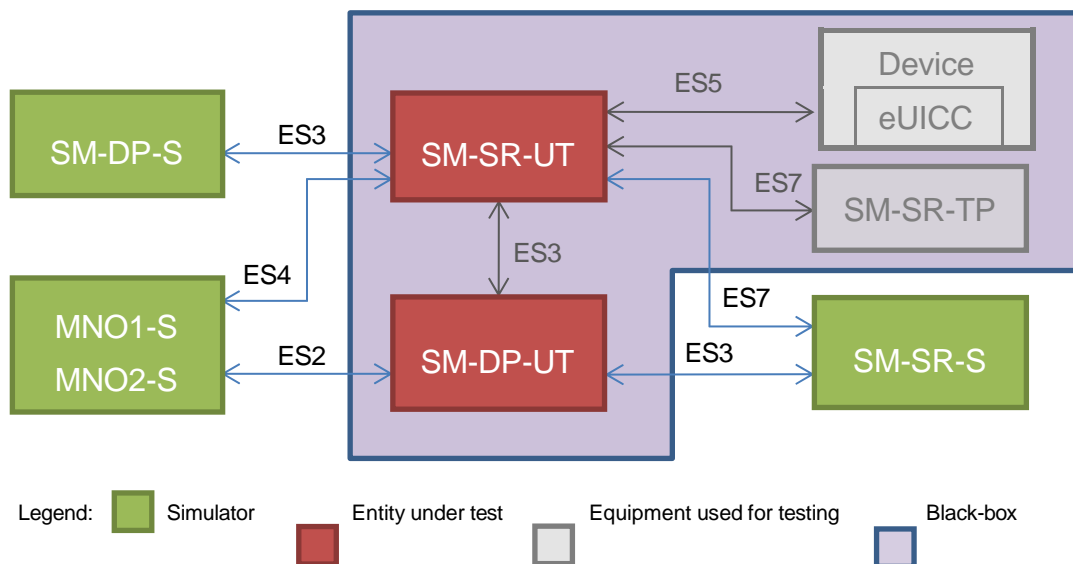 Device
eUICC
ES5
SM-DP-S
ES3
SM-SR-UT
ES7
SM-SR-TP
ES3
ES4
ES7
MNO1-S
MNO2-S
ES2
SM-DP-UT
ES3
SM-SR-S
Legend:
Simulator
Entity under test
Equipment used for testing
Black-box